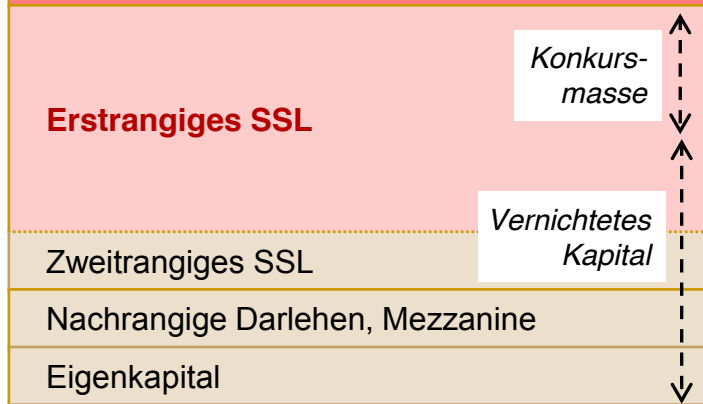 Konkurs-
masse
Erstrangiges SSL
Vernichtetes
Kapital
Zweitrangiges SSL
Nachrangige Darlehen, Mezzanine
Eigenkapital